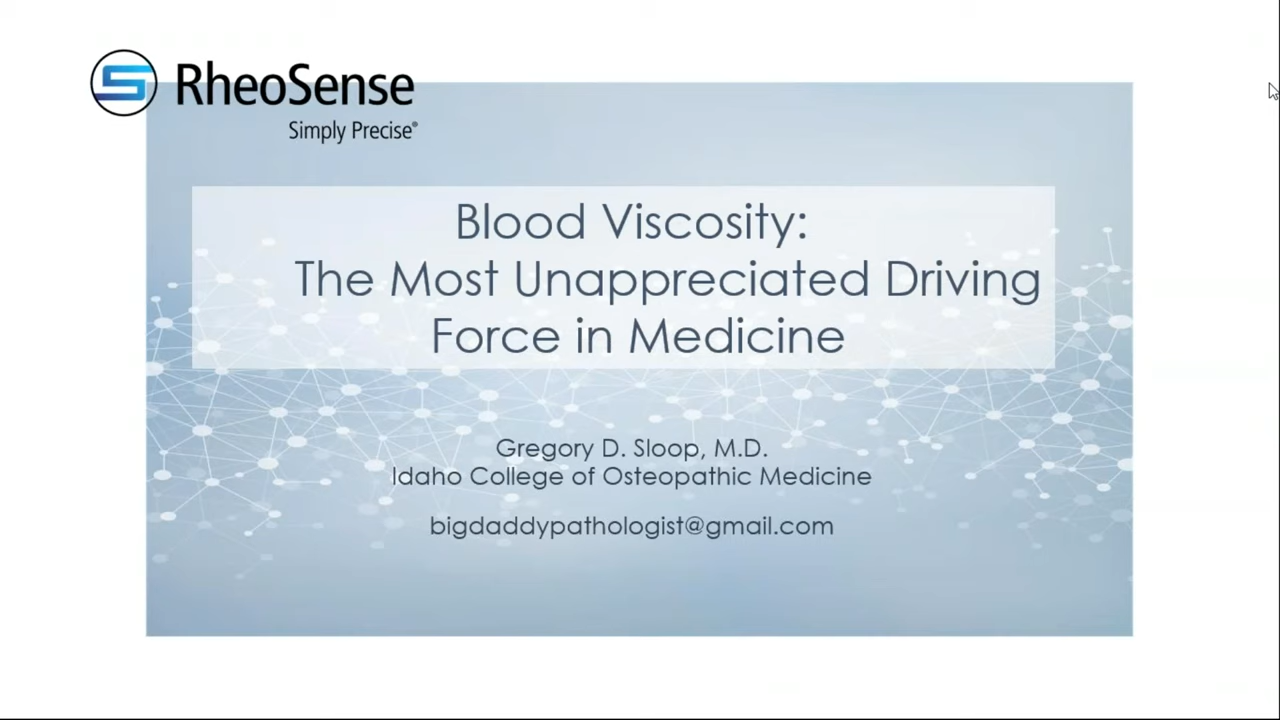 RheoSense
Simply Precise®
Blood Viscosity:
The Most Unappreciated Driving
Force in Medicine
Gregory D. Sloop, M.D.
Idaho College of Osteopathic Medicine
bigdaddypathologist@gmail.com